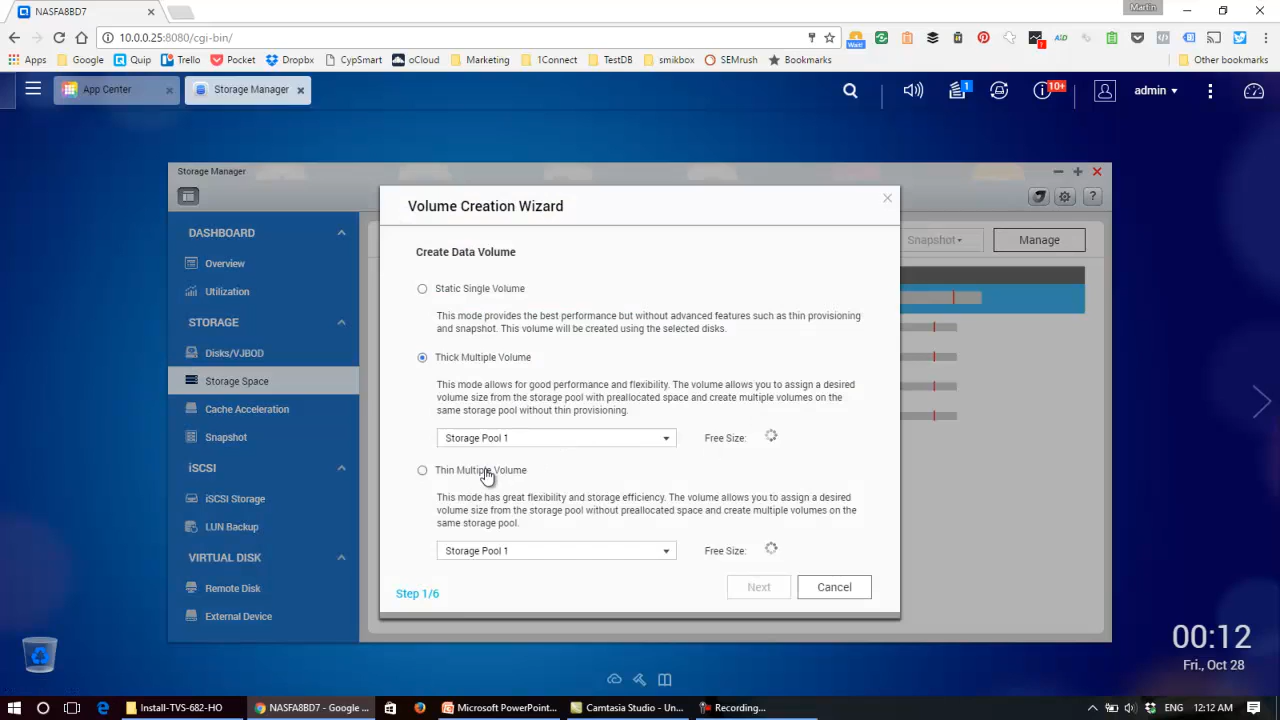 NASFA8BD7
Martin
10.0.0.25:8080/cgi-bin/
Wait!
Apps
Google
Quip
Trello
Pocket
Dropbx
CypSmart
oCloud
Marketing
1Connect
TestDB
smikbox
SEMrush
Bookmarks
Other bookmarks
App Center
Storage Manager
1
10+
admin
Storage Manager
DASHBOARD
Overview
Utilization
STORAGE
Disks/VJBOD
Storage Space
Cache Acceleration
Snapshot
iSCSI
iSCSI Storage
LUN Backup
VIRTUAL DISK
Remote Disk
External Device
Snapshot
Manage
Volume Creation Wizard
Create Data Volume
Static Single Volume
This mode provides the best performance but without advanced features such as thin provisioning
and snapshot. This volume will be created using the selected disks.
Thick Multiple Volume
This mode allows for good performance and flexibility. The volume allows you to assign a desired
volume size from the storage pool with preallocated space and create multiple volumes on the
same storage pool without thin provisioning.
Storage Pool 1
Free Size:
Thin Multiple Volume
This mode has great flexibility and storage efficiency. The volume allows you to assign a desired
volume size from the storage pool without preallocated space and create multiple volumes on the
same storage pool.
Storage Pool 1
Free Size:
Step 1/6
Next
Cancel
00:12
Fri., Oct 28
Install-TVS-682-HO
NASFA8BD7 - Google ...
Microsoft PowerPoint...
Camtasia Studio - Un...
Recording...
12:12 AM